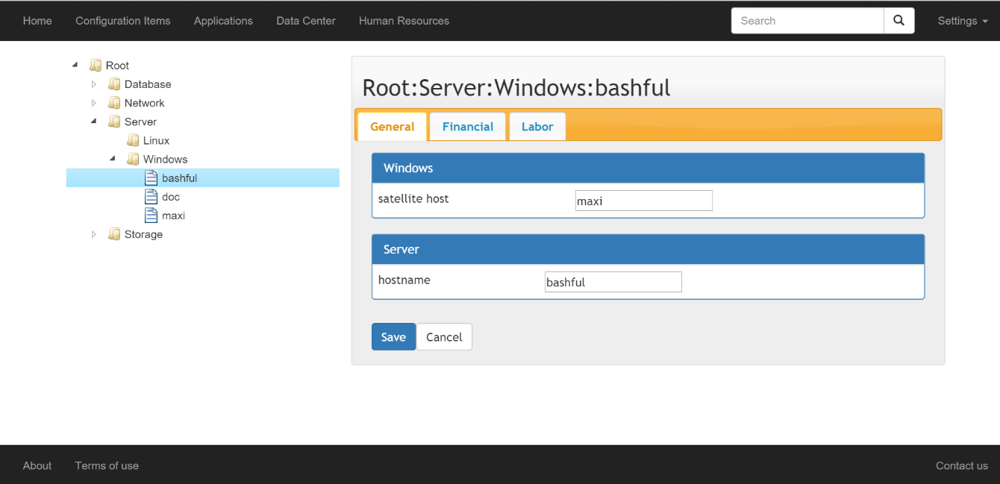 Home Configuration Items Applications Data Center Human Resources Search Settings
Root
Database
Network
Server
Linux
Windows
bashful
doc
maxi
Storage
Root:Server:Windows:bashful
General Financial Labor
Windows
satellite host maxi
Server
hostname bashful
Save Cancel
About Terms of use Contact us